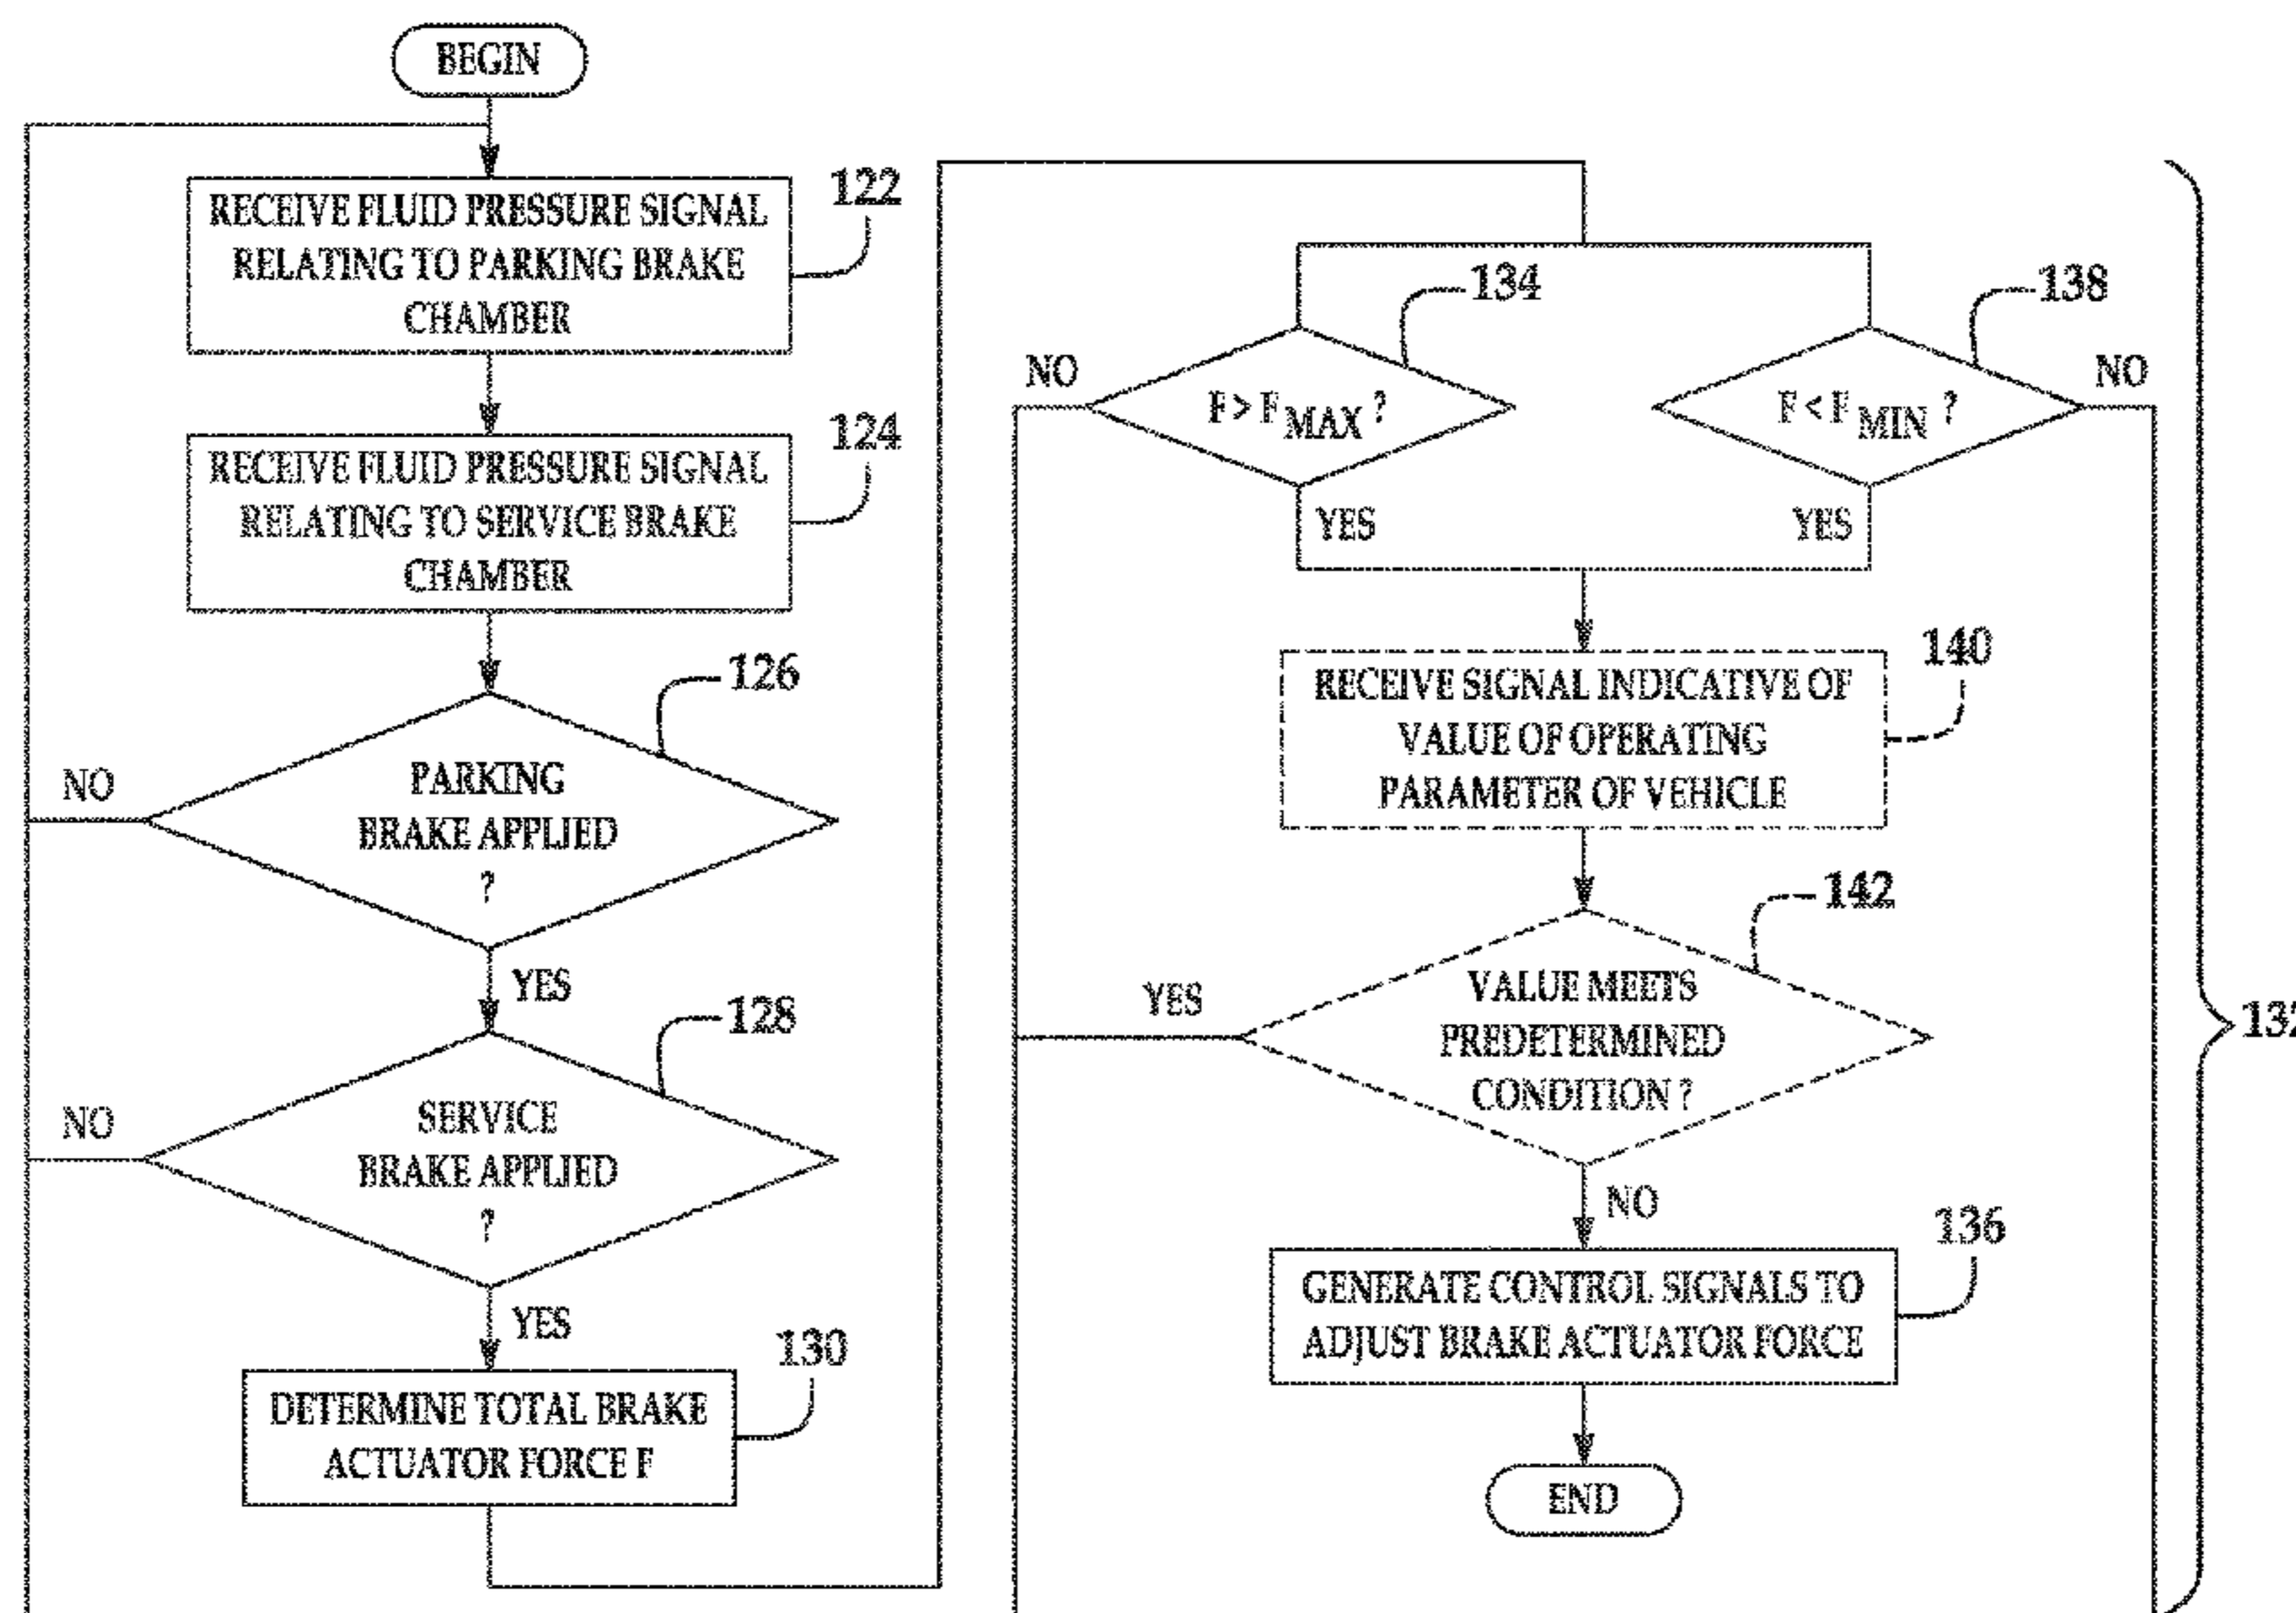 BEGIN
RECEIVE FLUID PRESSURE SIGNAL
RELATING TO PARKING BRAKE
CHAMBER
122
RECEIVE FLUID PRESSURE SIGNAL
RELATING TO SERVICE BRAKE
CHAMBER
124
126
PARKING
BRAKE APPLIED
?
NO
YES
128
SERVICE
BRAKE APPLIED
?
NO
YES
130
DETERMINE TOTAL BRAKE
ACTUATOR FORCE F
134
NO
F > F MAX ?
YES
138
NO
F < F MIN ?
YES
140
RECEIVE SIGNAL INDICATIVE OF
VALUE OF OPERATING
PARAMETER OF VEHICLE
142
YES
VALUE MEETS
PREDETERMINED
CONDITION ?
NO
136
GENERATE CONTROL SIGNALS TO
ADJUST BRAKE ACTUATOR FORCE
END
132